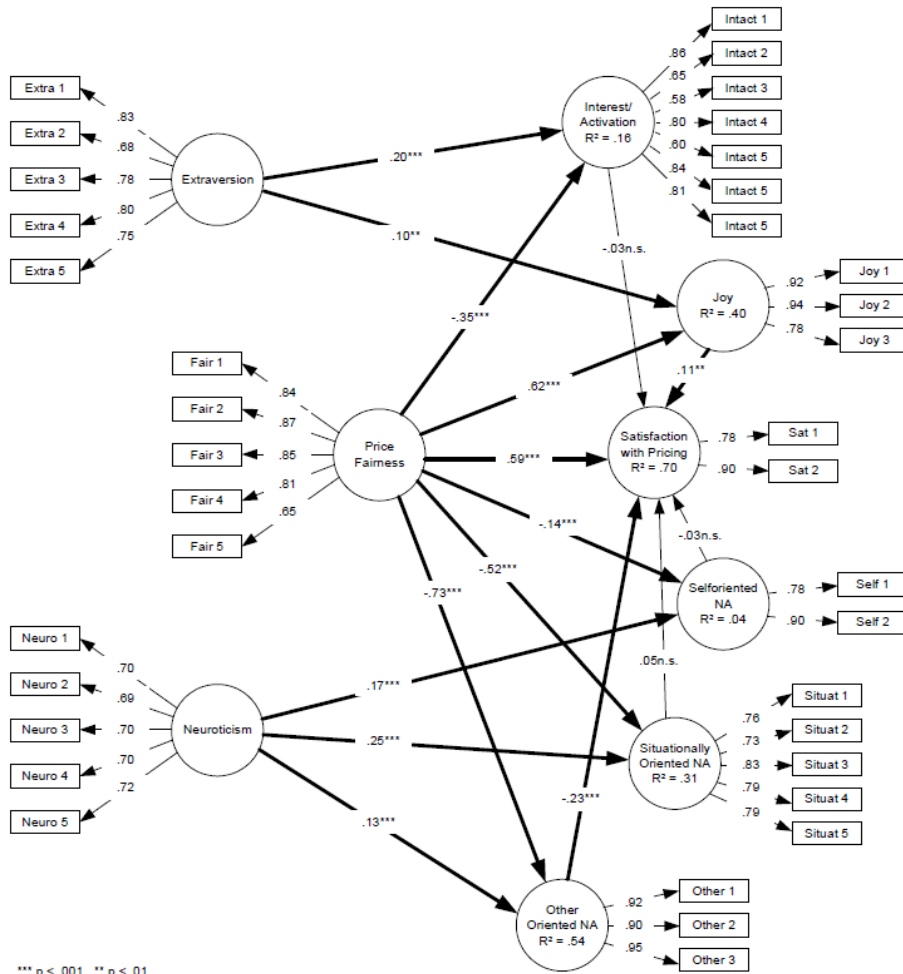 Extra 1
Extra 2
Extra 3
Extra 4
Extra 5
.83
.68
.78
.80
.75
Extraversion
.20***
.10**
Interest/
Activation
R² = .16
.86
.65
.58
.80
.60
.84
.81
Intact 1
Intact 2
Intact 3
Intact 4
Intact 5
Intact 5
Intact 5
-.03n.s.
Joy
R² = .40
.92
.94
.78
Joy 1
Joy 2
Joy 3
-.35***
.62***
.11**
Fair 1
Fair 2
Fair 3
Fair 4
Fair 5
.84
.87
.85
.81
.65
Price
Fairness
.59***
Satisfaction
with Pricing
R² = .70
.78
.90
Sat 1
Sat 2
-.14***
-.03n.s.
-.52***
-.73***
Selforiented
NA
R² = .04
.78
.90
Self 1
Self 2
Neuro 1
Neuro 2
Neuro 3
Neuro 4
Neuro 5
.70
.69
.70
.70
.72
Neuroticism
.17***
.25***
.13***
.05n.s.
-.23***
Situationally
Oriented NA
R² = .31
.76
.73
.83
.79
.79
Situat 1
Situat 2
Situat 3
Situat 4
Situat 5
Other
Oriented NA
R² = .54
.92
.90
.95
Other 1
Other 2
Other 3
*** p < .001 ** p < .01